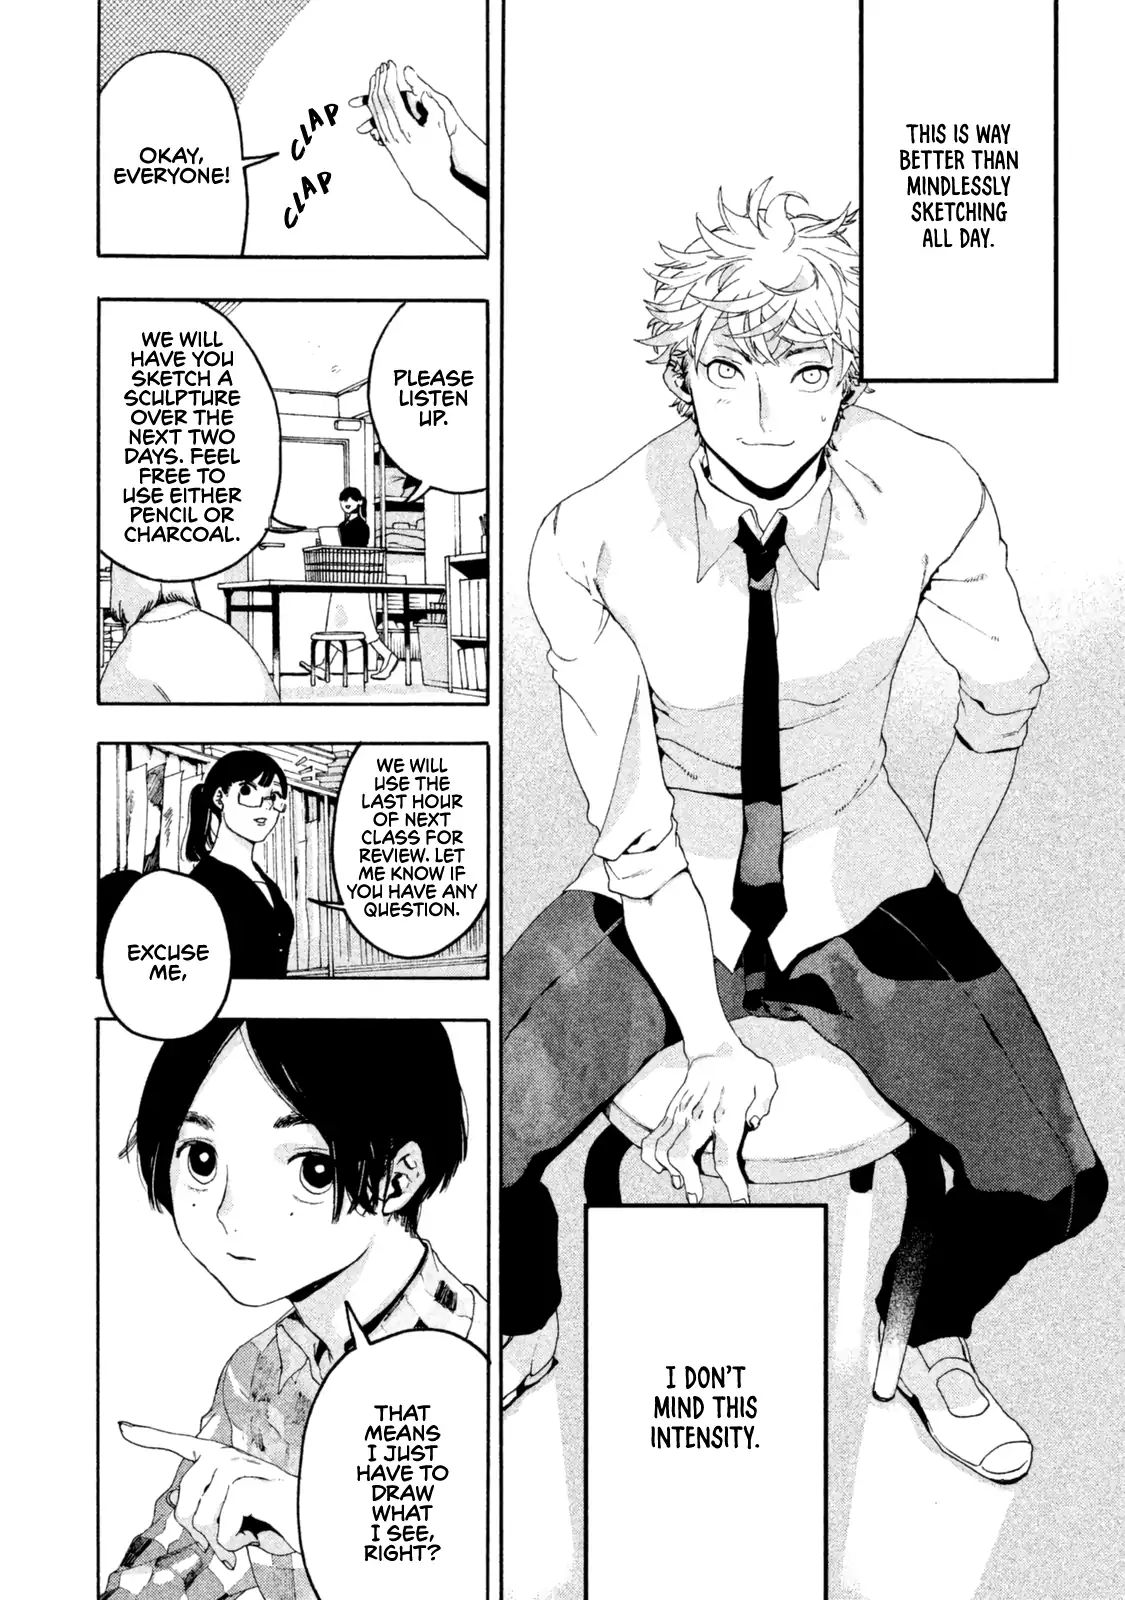 THIS IS WAY
BETTER THAN
MINDLESSLY
SKETCHING
ALL DAY.
I DON'T
MIND THIS
INTENSITY.
CLAP
CLAP
OKAY,
EVERYONE!
PLEASE
LISTEN
UP.
WE WILL
HAVE YOU
SKETCH A
SCULPTURE
OVER THE
NEXT TWO
DAYS. FEEL
FREE TO
USE EITHER
PENCIL OR
CHARCOAL.
WE WILL
USE THE
LAST HOUR
OF NEXT
CLASS FOR
REVIEW. LET
ME KNOW IF
YOU HAVE ANY
QUESTION.
EXCUSE
ME,
THAT
MEANS
I JUST
HAVE TO
DRAW
WHAT
I SEE,
RIGHT?